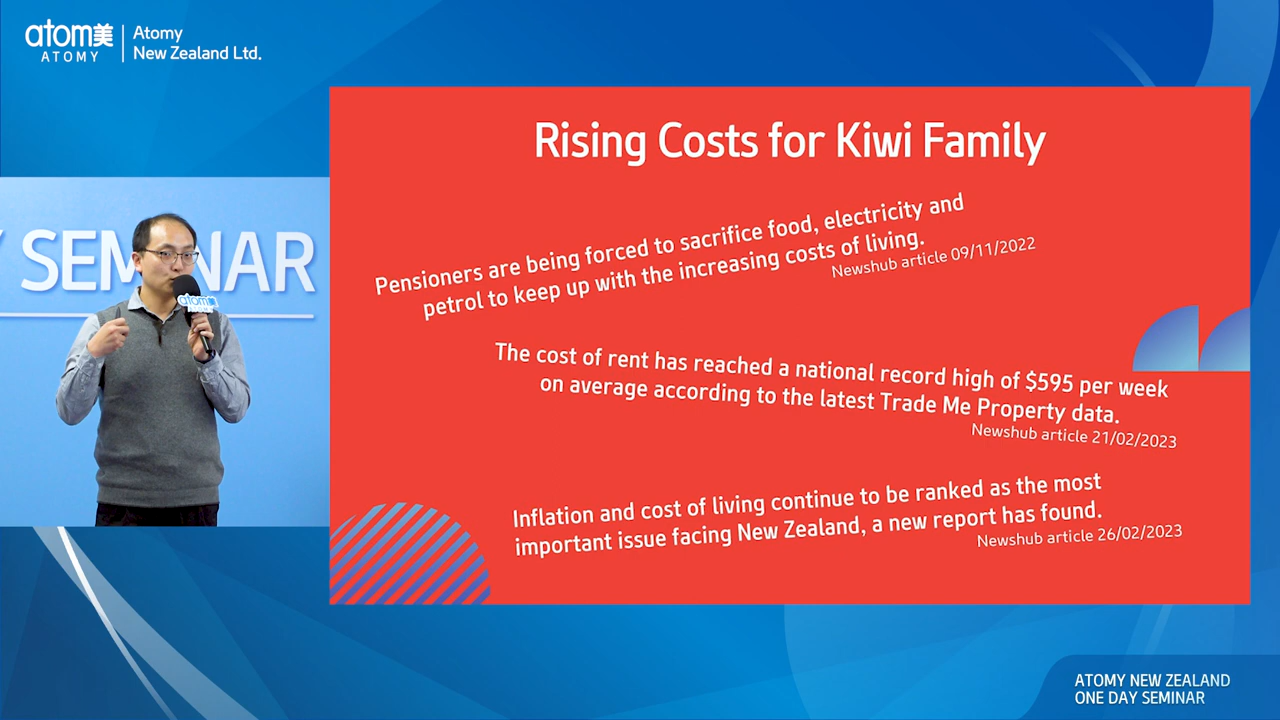 atom美
ATOMY
Atomy
New Zealand Ltd.
Rising Costs for Kiwi Family
Pensioners are being forced to sacrifice food, electricity and
petrol to keep up with the increasing costs of living.
Newshub article 09/11/2022
The cost of rent has reached a national record high of $595 per week
on average according to the latest Trade Me Property data.
Newshub article 21/02/2023
Inflation and cost of living continue to be ranked as the most
important issue facing New Zealand, a new report has found.
Newshub article 26/02/2023
Y SEMINAR
atom美
ATOMY NEW ZEALAND
ONE DAY SEMINAR